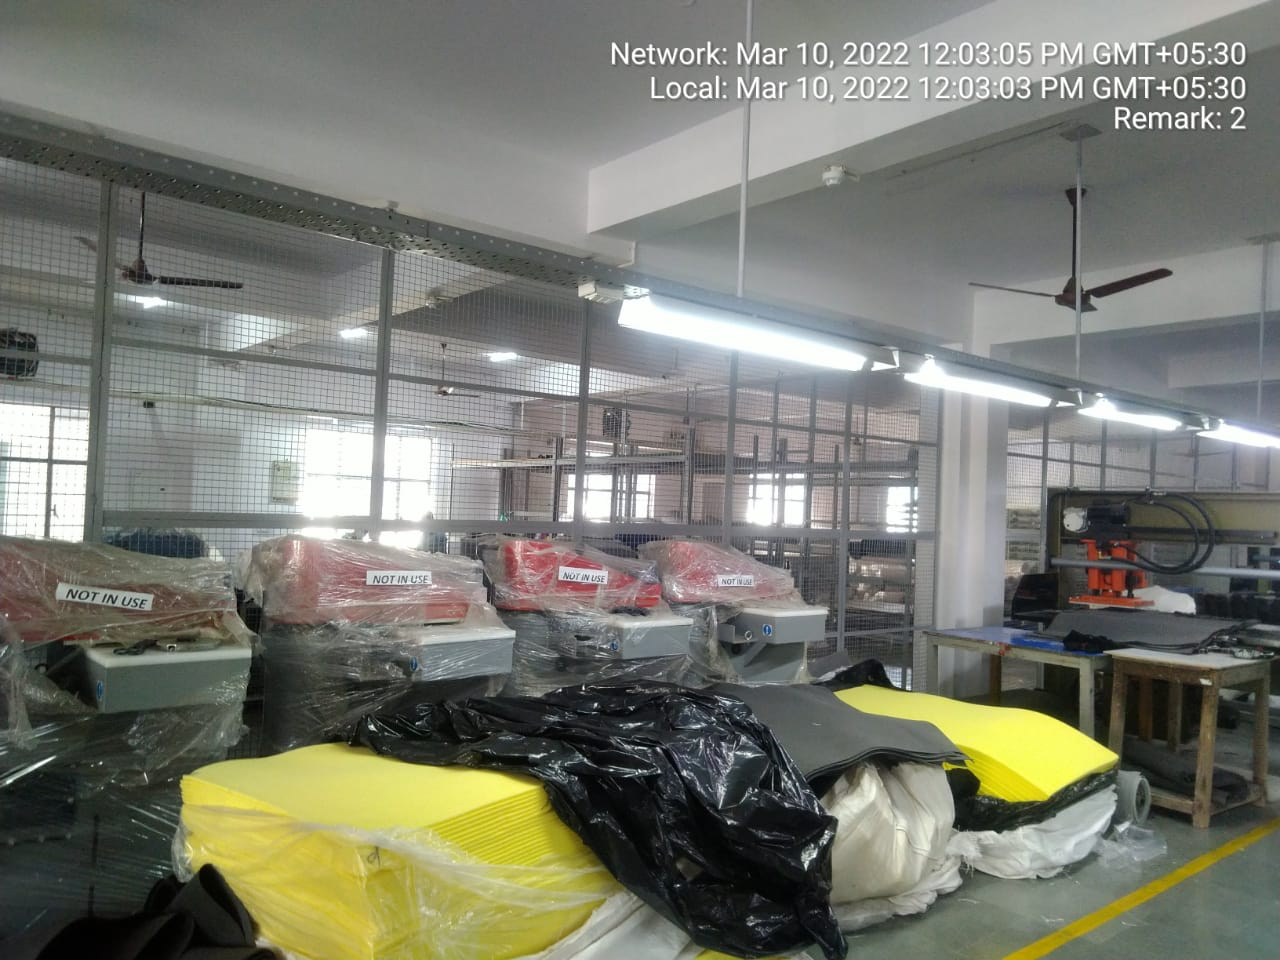 Network: Mar 10, 2022 12:03:05 PM GMT+05:30
Local: Mar 10, 2022 12:03:03 PM GMT+05:30
Remark: 2
NOT IN USE
NOT IN USE
NOT IN USE
NOT IN USE